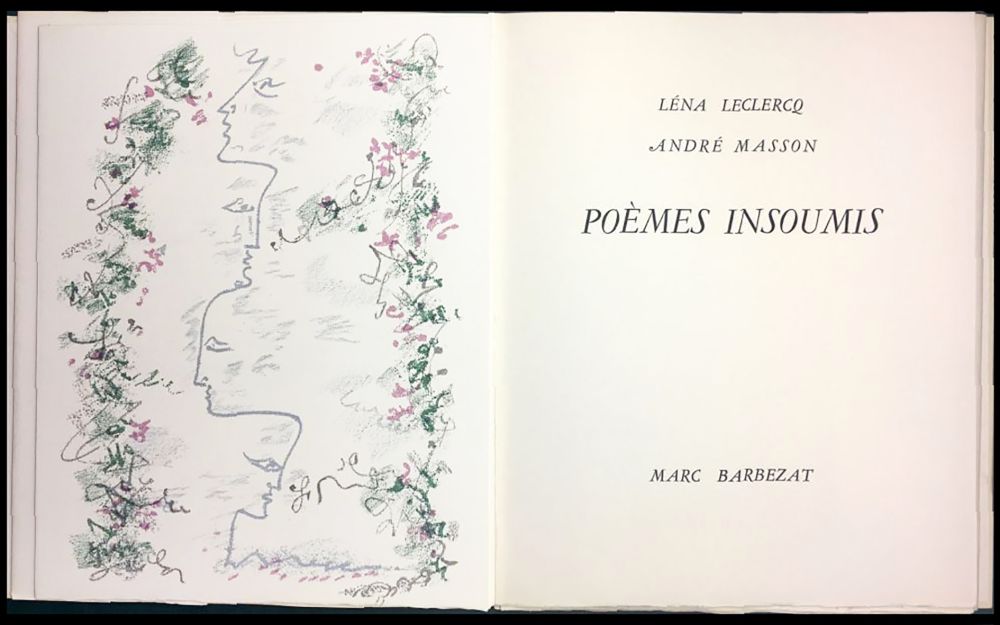 LÉNA LECLERCQ
ANDRÉ MASSON
POÈMES INSOUMIS
MARC BARBEZAT